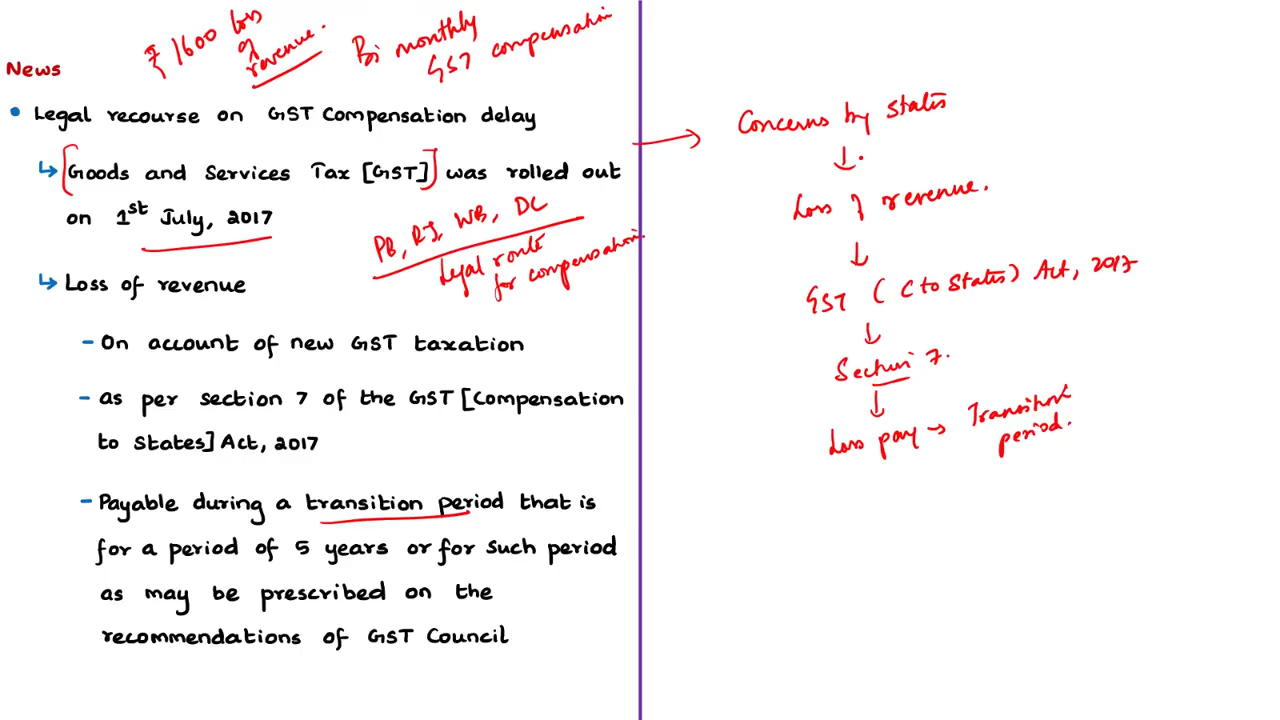 ₹ 1600 loss
of
revenue.
Bi monthly
GST compensation
News
• Legal recourse on GST Compensation delay
↳ [Goods and Services Tax [GST]] was rolled out
on 1st July, 2017
PB, RJ, WB, DC
Legal route
for compensation
↳ Loss of revenue
- On account of new GST taxation
- as per section 7 of the GST [Compensation
to States] Act, 2017
- Payable during a transition period that is
for a period of 5 years or for such period
as may be prescribed on the
recommendations of GST Council
→ Concerns by States
↓
Loss of revenue.
↓
GST (C to States) Act, 2017
↓
Section 7.
↓
Loss pay → Transition
period.